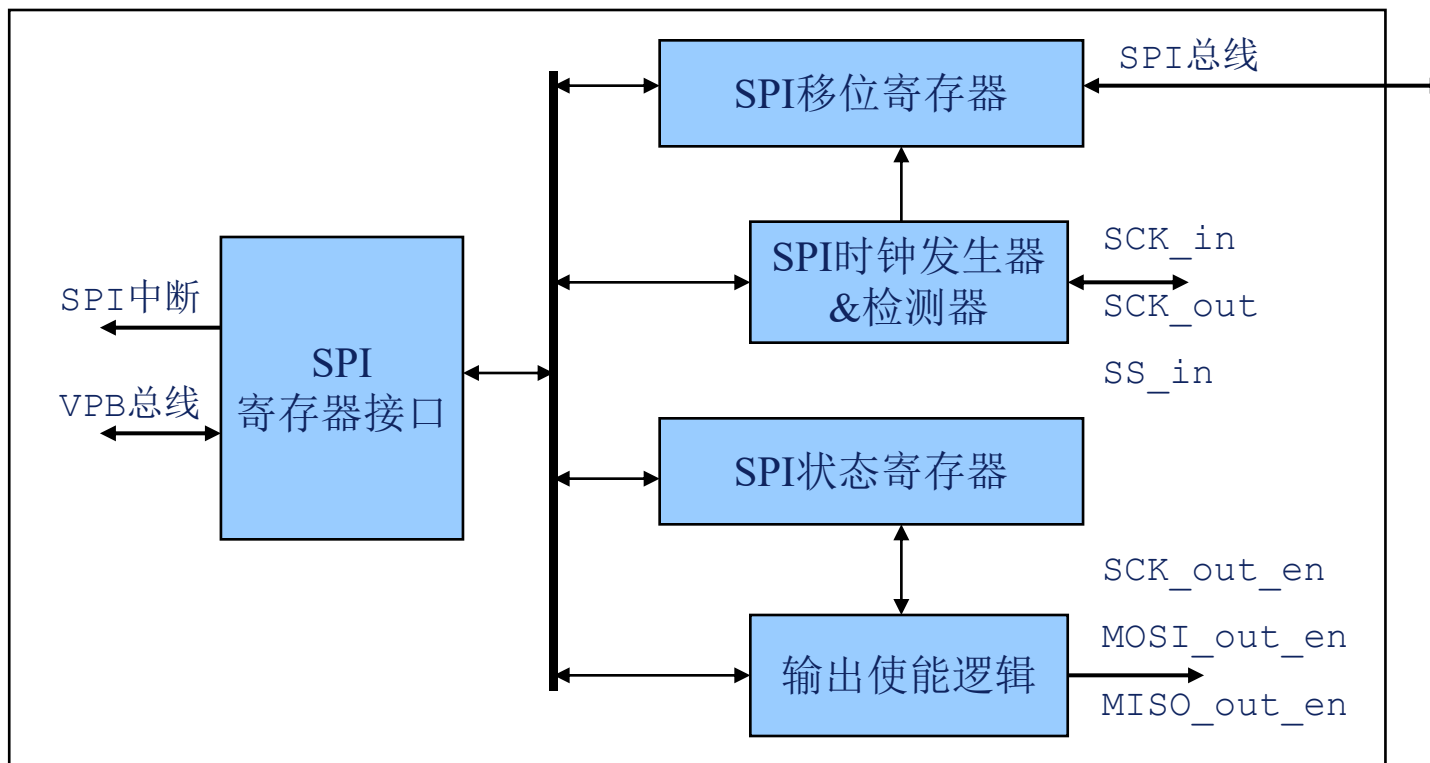 SPI移位寄存器
SPI总线
SPI时钟发生器
&检测器
SCK_in
SCK_out
SS_in
SPI中断
VPB总线
SPI
寄存器接口
SPI状态寄存器
输出使能逻辑
SCK_out_en
MOSI_out_en
MISO_out_en